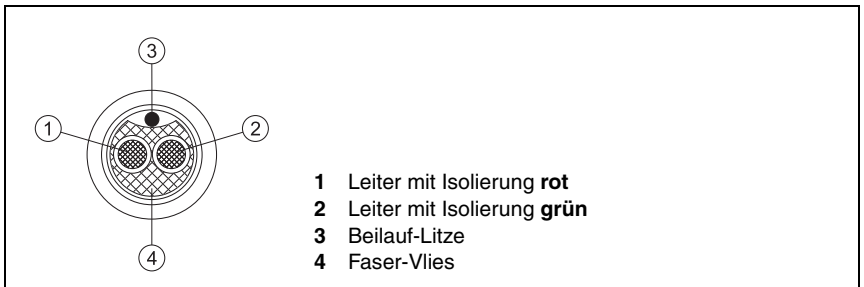 3
1
2
4
1 Leiter mit Isolierung rot
2 Leiter mit Isolierung grün
3 Beilauf-Litze
4 Faser-Vlies